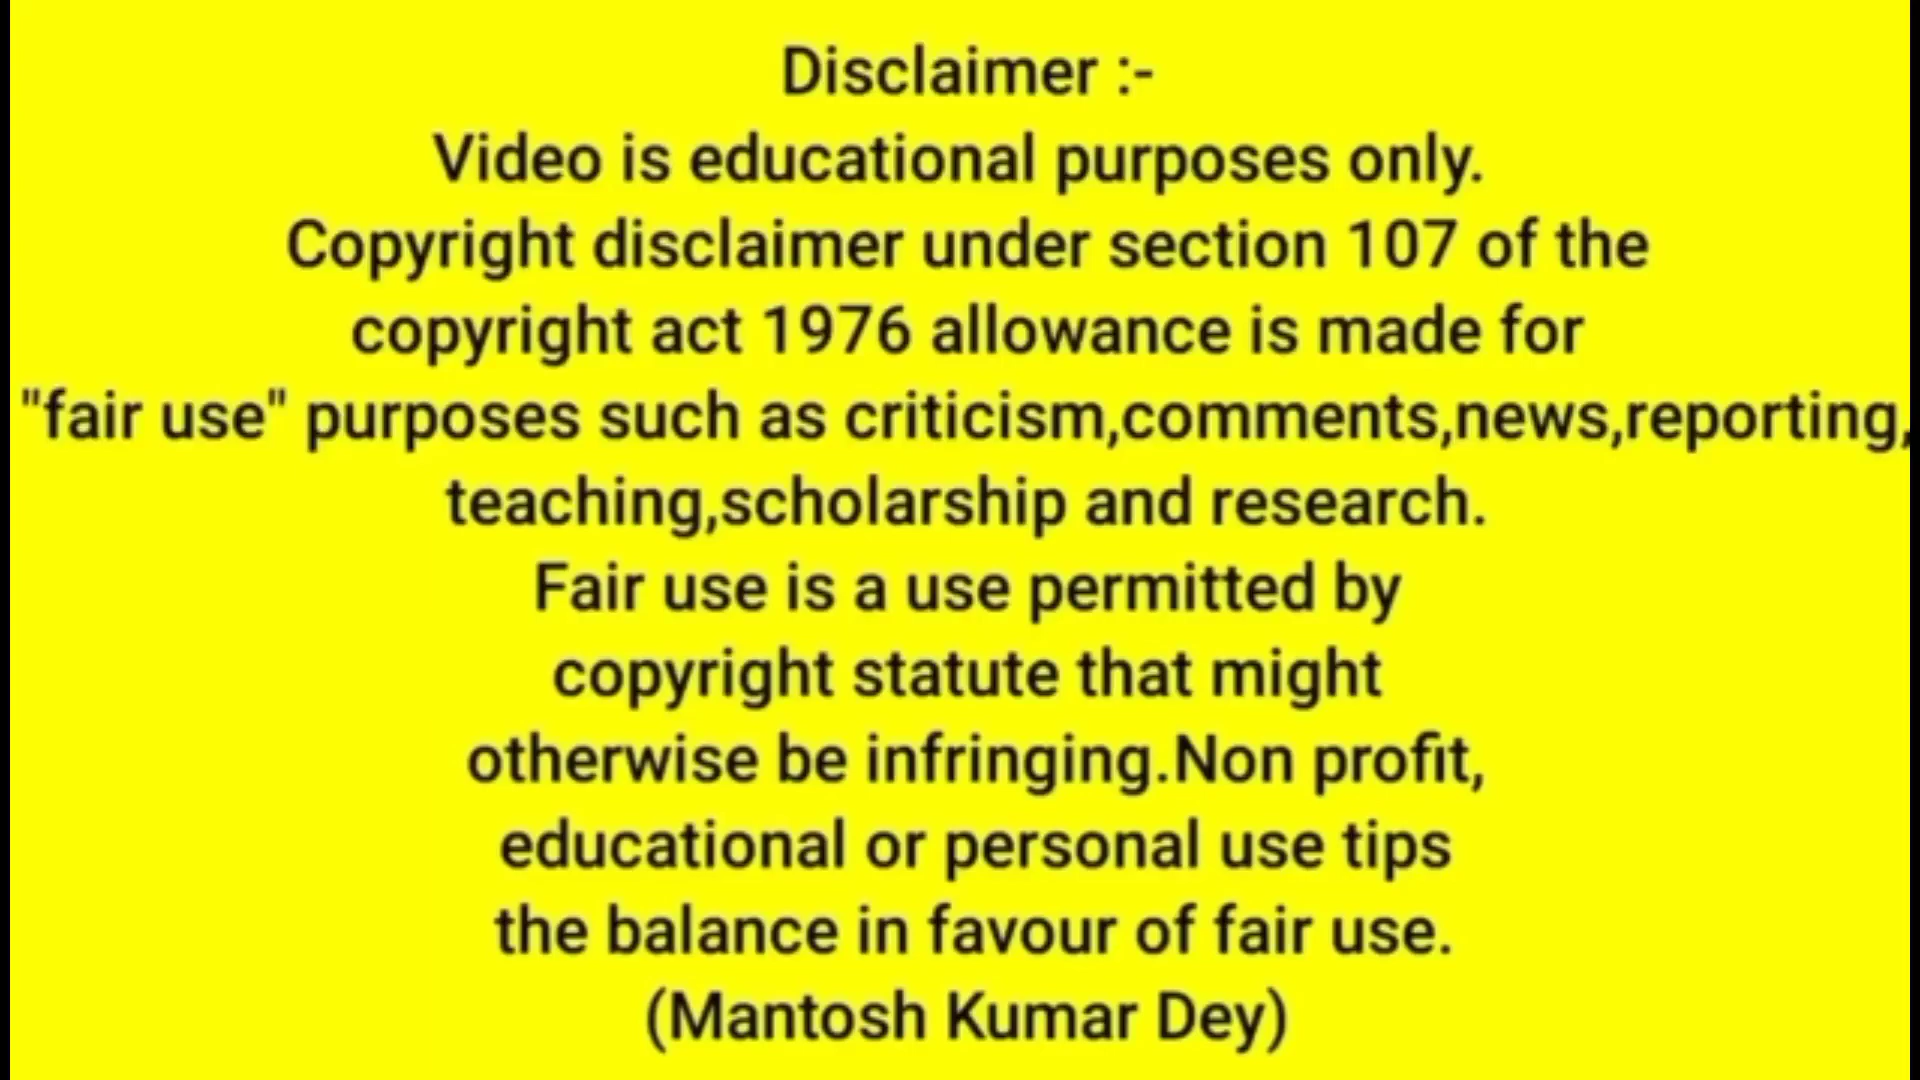 Disclaimer :-
Video is educational purposes only.
Copyright disclaimer under section 107 of the
copyright act 1976 allowance is made for
"fair use" purposes such as criticism,comments,news,reporting,
teaching,scholarship and research.
Fair use is a use permitted by
copyright statute that might
otherwise be infringing.Non profit,
educational or personal use tips
the balance in favour of fair use.
(Mantosh Kumar Dey)